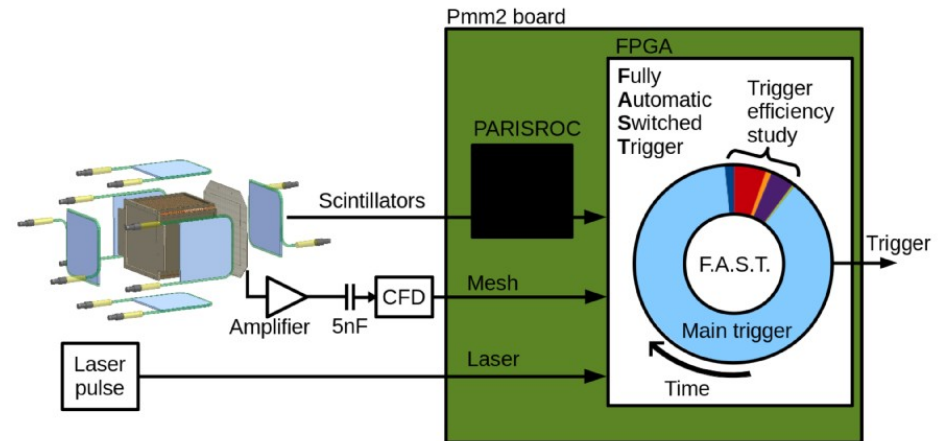 Pmm2 board
FPGA
Fully
Automatic
Switched
Trigger
Trigger
efficiency
study
PARISROC
Scintillators
Trigger
F.A.S.T.
Mesh
CFD
Amplifier
5nF
Main trigger
Laser
pulse
Laser
Time